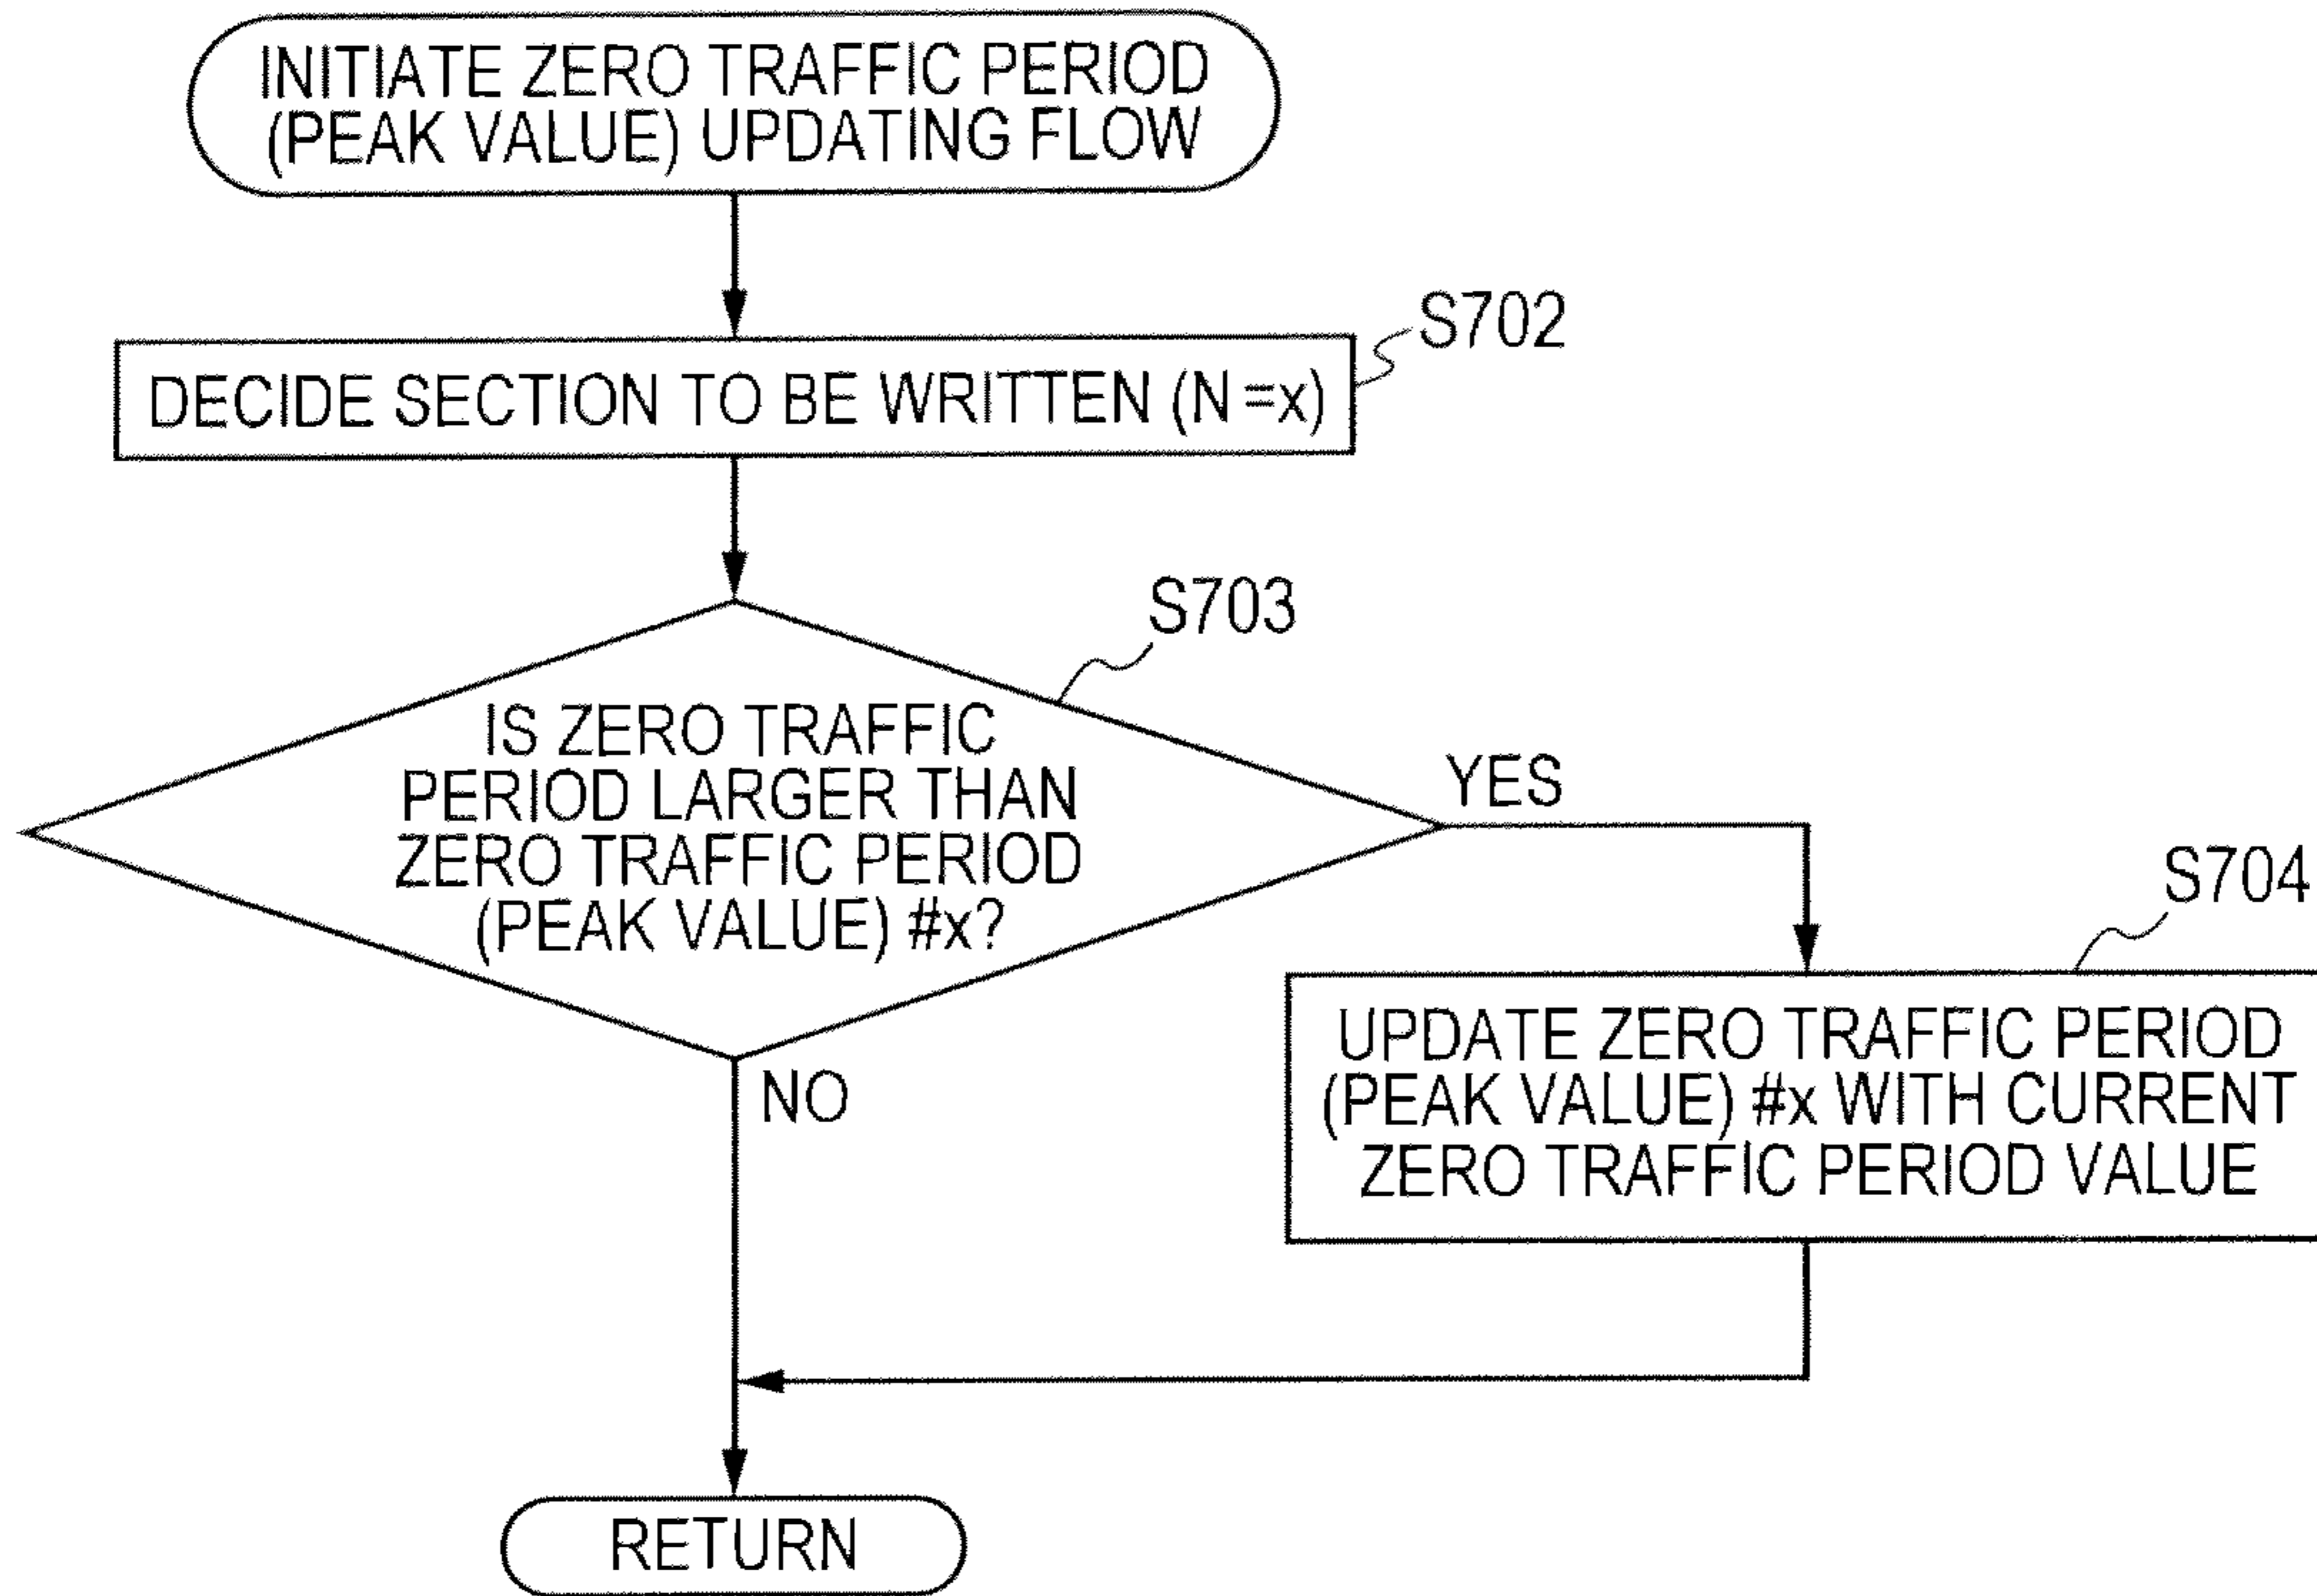 INITIATE ZERO TRAFFIC PERIOD
(PEAK VALUE) UPDATING FLOW
S702
DECIDE SECTION TO BE WRITTEN (N =x)
S703
IS ZERO TRAFFIC
PERIOD LARGER THAN
ZERO TRAFFIC PERIOD
(PEAK VALUE) #x?
YES
S704
UPDATE ZERO TRAFFIC PERIOD
(PEAK VALUE) #x WITH CURRENT
ZERO TRAFFIC PERIOD VALUE
NO
RETURN